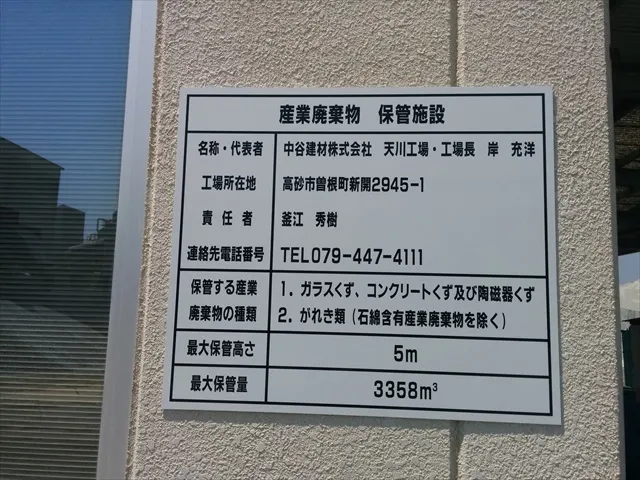 産業廃棄物 保管施設
名称・代表者 中谷建材株式会社 天川工場・工場長 岸 充洋
工場所在地 高砂市曽根町新開2945-1
責任者 釜江 秀樹
連絡先電話番号 TEL079-447-4111
保管する産業廃棄物の種類 1. ガラスくず、コンクリートくず及び陶磁器くず
2. がれき類（石綿含有産業廃棄物を除く）
最大保管高さ 5m
最大保管量 3358m³